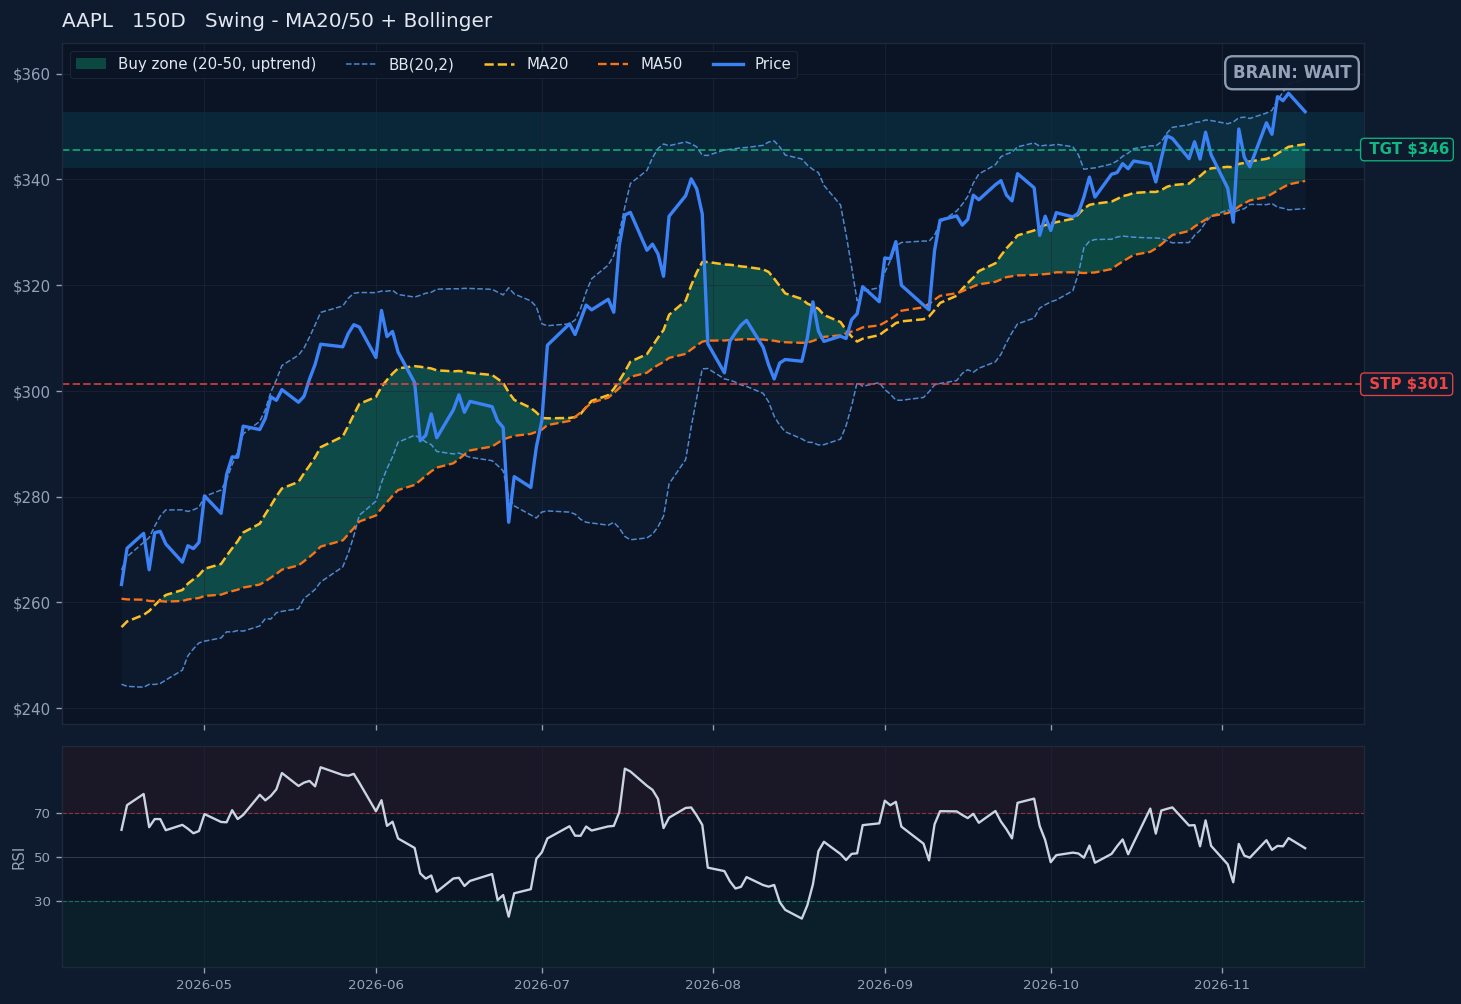 AAPL   150D   Swing - MA20/50 + Bollinger
Buy zone (20-50, uptrend)   BB(20,2)   MA20   MA50   Price
BRAIN: WAIT
$360
TGT $346
$340
$320
STP $301
$300
$280
$260
$240
RSI
70
50
30
2026-05   2026-06   2026-07   2026-08   2026-09   2026-10   2026-11